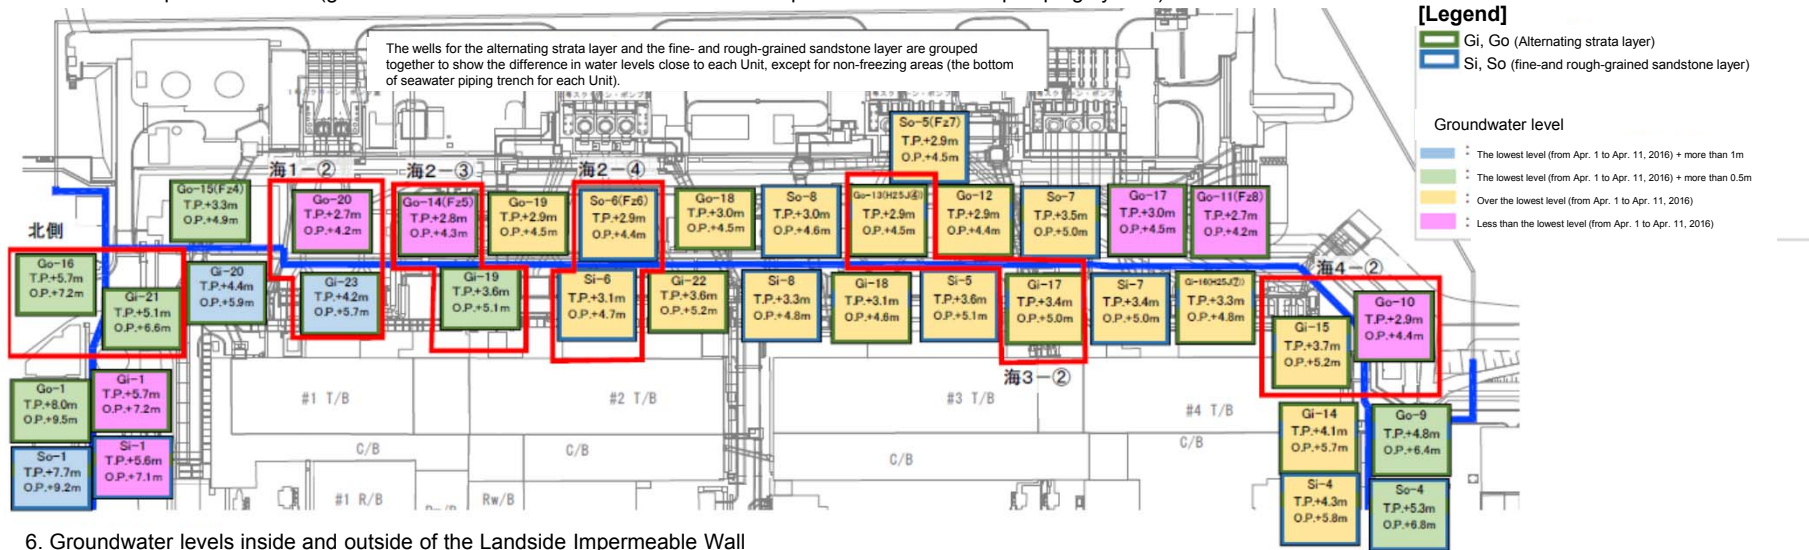 [Legend]
Gi, Go (Alternating strata layer)
Si, So (fine-and rough-grained sandstone layer)
Groundwater level
: The lowest level (from Apr. 1 to Apr. 11, 2016) + more than 1m
: The lowest level (from Apr. 1 to Apr. 11, 2016) + more than 0.5m
: Over the lowest level (from Apr. 1 to Apr. 11, 2016)
: Less than the lowest level (from Apr. 1 to Apr. 11, 2016)
The wells for the alternating strata layer and the fine- and rough-grained sandstone layer are grouped
together to show the difference in water levels close to each Unit, except for non-freezing areas (the bottom
of seawater piping trench for each Unit).
So-5(Fz7)
T.P.+2.9m
O.P.+4.5m
海1-②
海2-③
海2-④
Go-15(Fz4)
T.P.+3.3m
O.P.+4.9m
Go-20
T.P.+2.7m
O.P.+4.2m
Go-14(Fz5)
T.P.+2.8m
O.P.+4.3m
Go-19
T.P.+2.9m
O.P.+4.5m
So-6(Fz6)
T.P.+2.9m
O.P.+4.4m
Go-18
T.P.+3.0m
O.P.+4.5m
So-8
T.P.+3.0m
O.P.+4.6m
Go-13(H25J④)
T.P.+2.9m
O.P.+4.5m
Go-12
T.P.+2.9m
O.P.+4.4m
So-7
T.P.+3.5m
O.P.+5.0m
Go-17
T.P.+3.0m
O.P.+4.5m
Go-11(Fz8)
T.P.+2.7m
O.P.+4.2m
北側
Go-16
T.P.+5.7m
O.P.+7.2m
Gi-21
T.P.+5.1m
O.P.+6.6m
Gi-20
T.P.+4.4m
O.P.+5.9m
Gi-23
T.P.+4.2m
O.P.+5.7m
Gi-19
T.P.+3.6m
O.P.+5.1m
Si-6
T.P.+3.1m
O.P.+4.7m
Gi-22
T.P.+3.6m
O.P.+5.2m
Si-8
T.P.+3.3m
O.P.+4.8m
Gi-18
T.P.+3.1m
O.P.+4.6m
Si-5
T.P.+3.6m
O.P.+5.1m
Gi-17
T.P.+3.4m
O.P.+5.0m
Si-7
T.P.+3.4m
O.P.+5.0m
Gi-16(H25J⑦)
T.P.+3.3m
O.P.+4.8m
海4-②
Gi-15
T.P.+3.7m
O.P.+5.2m
Go-10
T.P.+2.9m
O.P.+4.4m
海3-②
Go-1
T.P.+8.0m
O.P.+9.5m
Gi-1
T.P.+5.7m
O.P.+7.2m
So-1
T.P.+7.7m
O.P.+9.2m
Si-1
T.P.+5.6m
O.P.+7.1m
#1 T/B
#2 T/B
#3 T/B
#4 T/B
C/B
C/B
C/B
C/B
#1 R/B
Rw/B
Gi-14
T.P.+4.1m
O.P.+5.7m
Go-9
T.P.+4.8m
O.P.+6.4m
Si-4
T.P.+4.3m
O.P.+5.8m
So-4
T.P.+5.3m
O.P.+6.8m
6. Groundwater levels inside and outside of the Landside Impermeable Wall